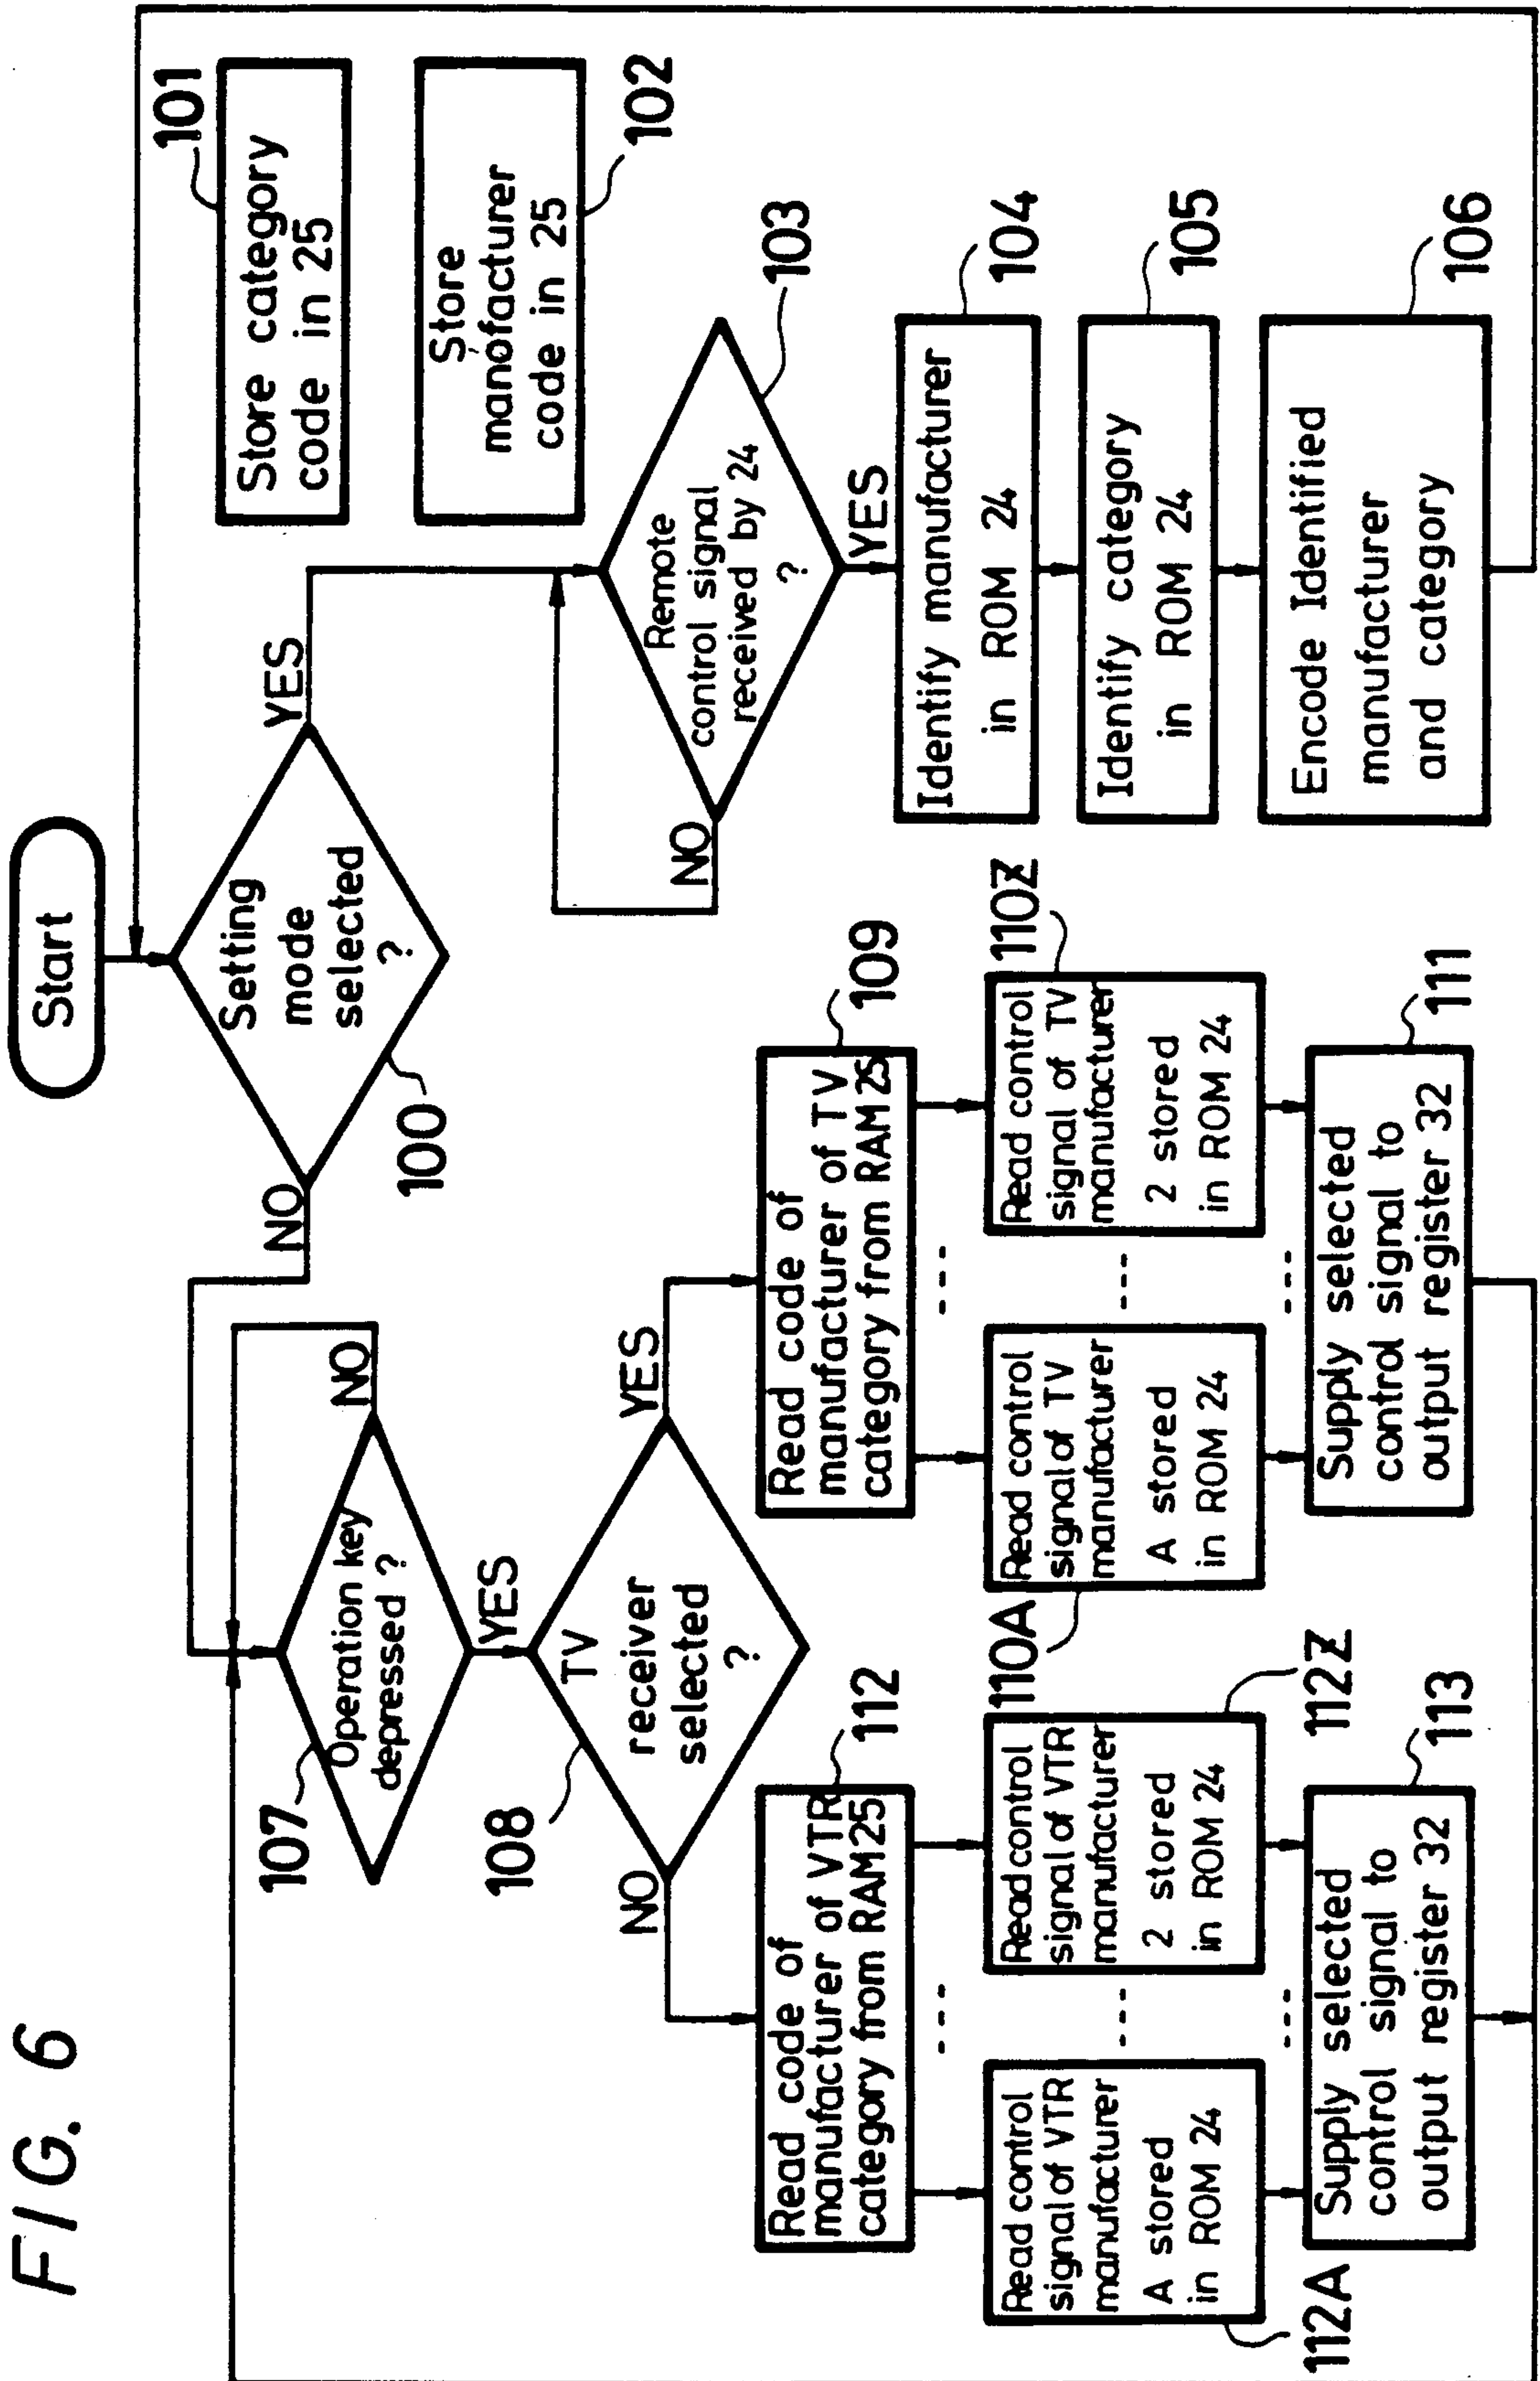 FIG. 6
Start
Setting
mode
selected
?
100
NO
YES
101
Store category
code in 25
Store
manofacturer
code in 25
102
Remote
control signal
received by 24
?
103
NO
YES
Identify manufacturer
in ROM 24
104
Identify category
in ROM 24
105
Encode Identified
manufacturer
and category
106
107
Operation key
depressed ?
NO
YES
108
TV
receiver
selected
?
NO
YES
Read code of
manufacturer of TV
category from RAM 25
109
Read control
signal of TV
manufacturer
A stored
in ROM 24
110A
Read control
signal of TV
manufacturer
2 stored
in ROM 24
110Z
Supply selected
control signal to
output register 32
111
Read code of
manufacturer of VTR
category from RAM 25
112
Read control
signal of VTR
manufacturer
A stored
in ROM 24
112A
Read control
signal of VTR
manufacturer
2 stored
in ROM 24
112Z
Supply selected
control signal to
output register 32
113